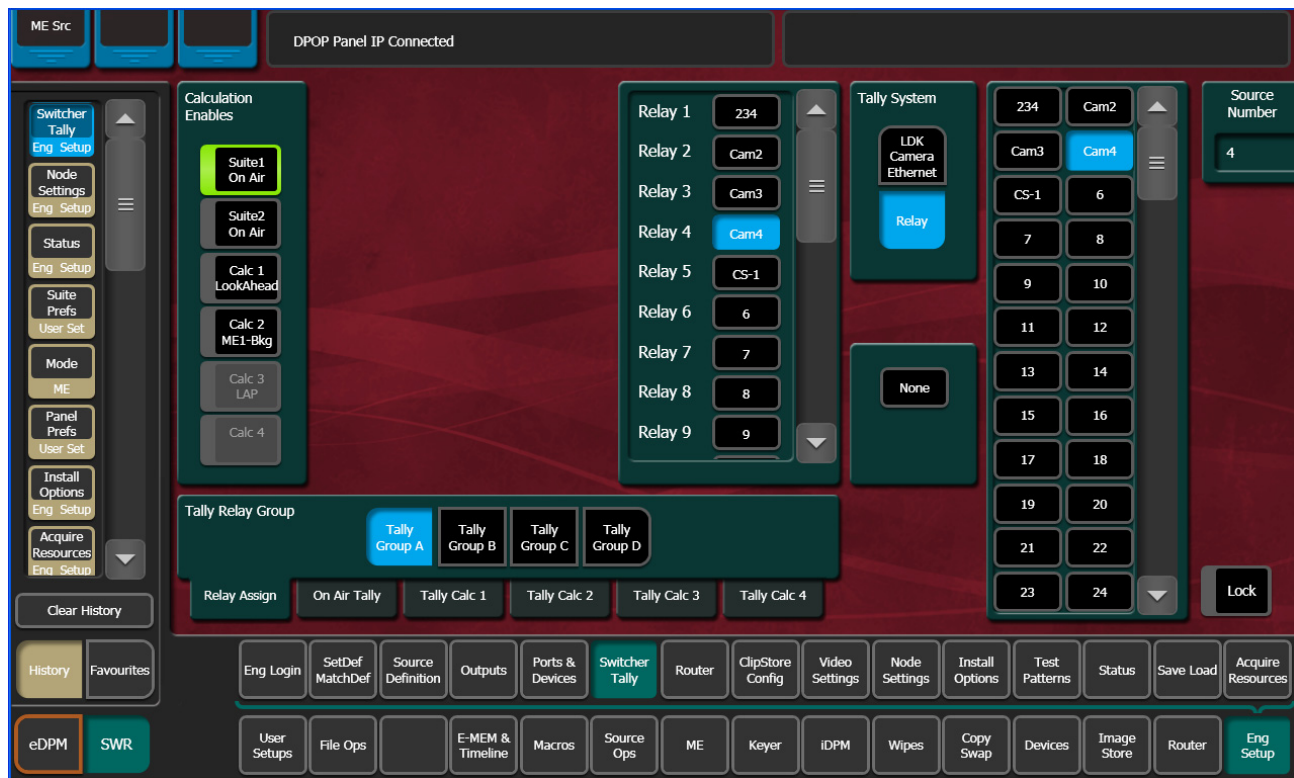 ME Src
DPOP Panel IP Connected
Switcher
Tally
Eng Setup
Node
Settings
Eng Setup
Status
Eng Setup
Suite
Prefs
User Set
Mode
ME
Panel
Prefs
User Set
Install
Options
Eng Setup
Acquire
Resources
Eng Setup
Clear History
History
Favourites
eDPM
SWR
Calculation
Enables
Suite1
On Air
Suite2
On Air
Calc 1
LookAhead
Calc 2
ME1-Bkg
Calc 3
LAP
Calc 4
Relay 1 234
Relay 2 Cam2
Relay 3 Cam3
Relay 4 Cam4
Relay 5 CS-1
Relay 6 6
Relay 7 7
Relay 8 8
Relay 9 9
Tally System
LDK
Camera
Ethernet
Relay
None
234 Cam2
Cam3 Cam4
CS-1 6
7 8
9 10
11 12
13 14
15 16
17 18
19 20
21 22
23 24
Source
Number
4
Lock
Tally Relay Group
Tally
Group A
Tally
Group B
Tally
Group C
Tally
Group D
Relay Assign On Air Tally Tally Calc 1 Tally Calc 2 Tally Calc 3 Tally Calc 4
Eng Login
SetDef
MatchDef
Source
Definition
Outputs
Ports &
Devices
Switcher
Tally
Router
ClipStore
Config
Video
Settings
Node
Settings
Install
Options
Test
Patterns
Status
Save Load
Acquire
Resources
User
Setups
File Ops
E-MEM &
Timeline
Macros
Source
Ops
ME
Keyer
iDPM
Wipes
Copy
Swap
Devices
Image
Store
Router
Eng
Setup